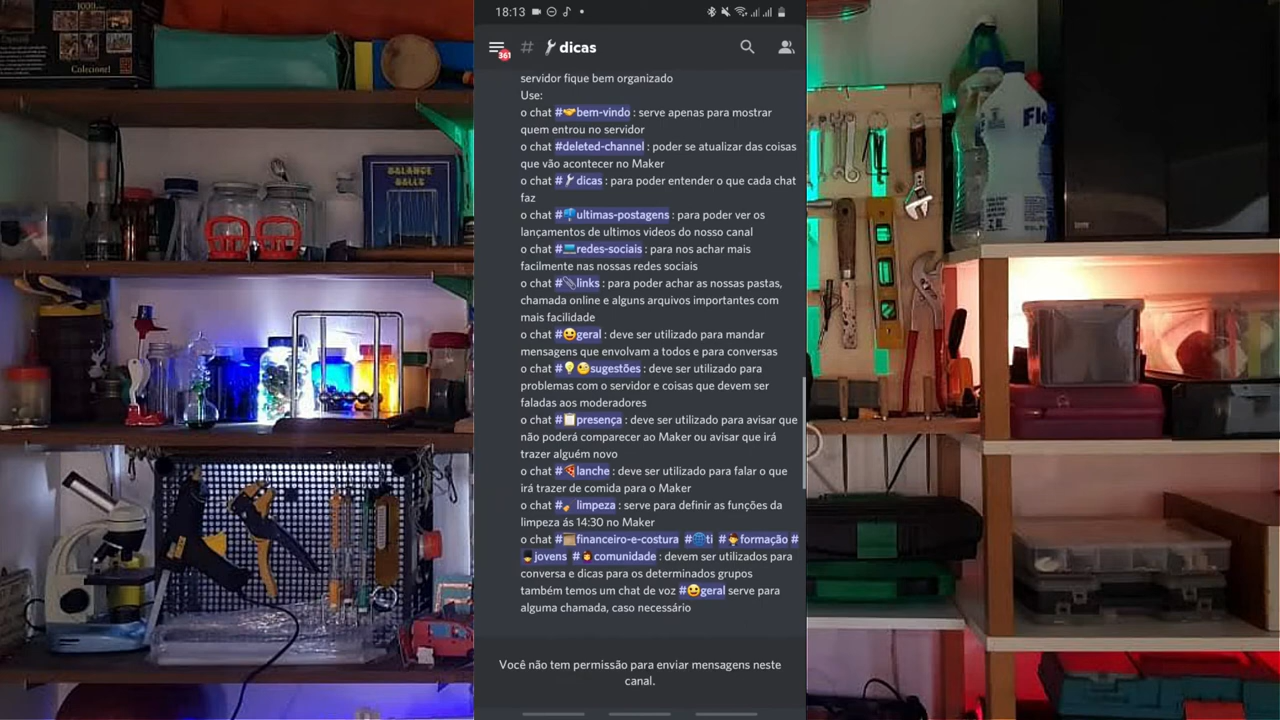 1000...
Colecionel
BALANCE
BALLS
18:13
361
# dicas
servidor fique bem organizado
Use:
o chat #🤝bem-vindo : serve apenas para mostrar
quem entrou no servidor
o chat #deleted-channel : poder se atualizar das coisas
que vão acontecer no Maker
o chat #🔧dicas : para poder entender o que cada chat
faz
o chat #ultimas-postagens : para poder ver os
lançamentos de ultimos videos do nosso canal
o chat #💻redes-sociais : para nos achar mais
facilmente nas nossas redes sociais
o chat #📎links : para poder achar as nossas pastas,
chamada online e alguns arquivos importantes com
mais facilidade
o chat #😀geral : deve ser utilizado para mandar
mensagens que envolvam a todos e para conversas
o chat #💡🧐sugestões : deve ser utilizado para
problemas com o servidor e coisas que devem ser
faladas aos moderadores
o chat #📋presença : deve ser utilizado para avisar que
não poderá comparecer ao Maker ou avisar que irá
trazer alguém novo
o chat #🍕lanche : deve ser utilizado para falar o que
irá trazer de comida para o Maker
o chat #🧹 limpeza : serve para definir as funções da
limpeza ás 14:30 no Maker
o chat #financeiro-e-costura #🌐ti #formação #
jovens #comunidade : devem ser utilizados para
conversa e dicas para os determinados grupos
também temos um chat de voz #😀geral serve para
alguma chamada, caso necessário
Você não tem permissão para enviar mensagens neste
canal.
Flo